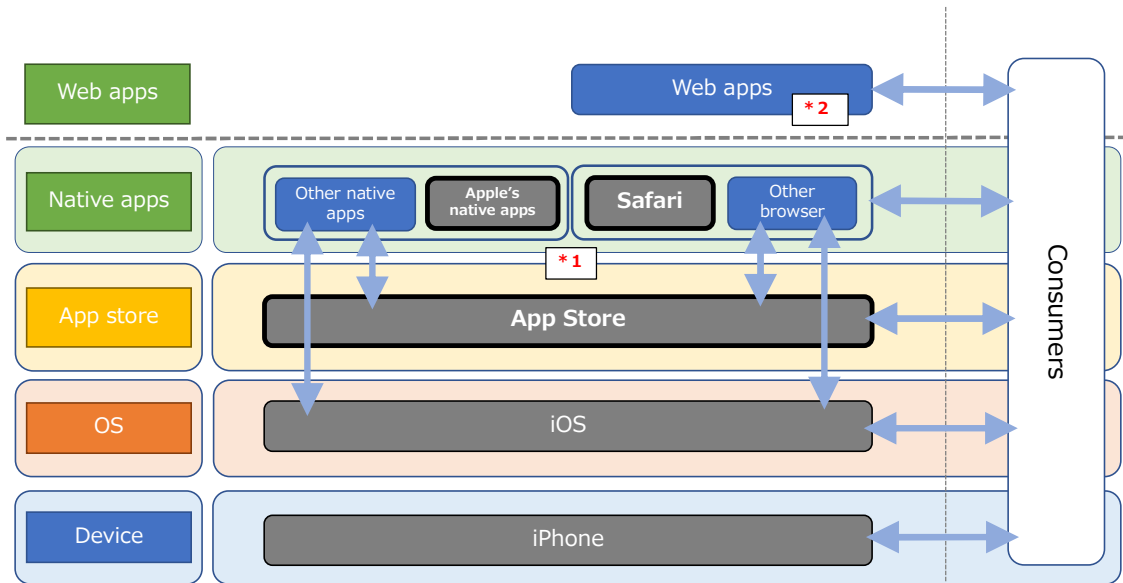 Web apps
Web apps
*2
Native apps
Other native
apps
Apple's
native apps
Safari
Other
browser
*1
App store
App Store
OS
iOS
Device
iPhone
Consumers